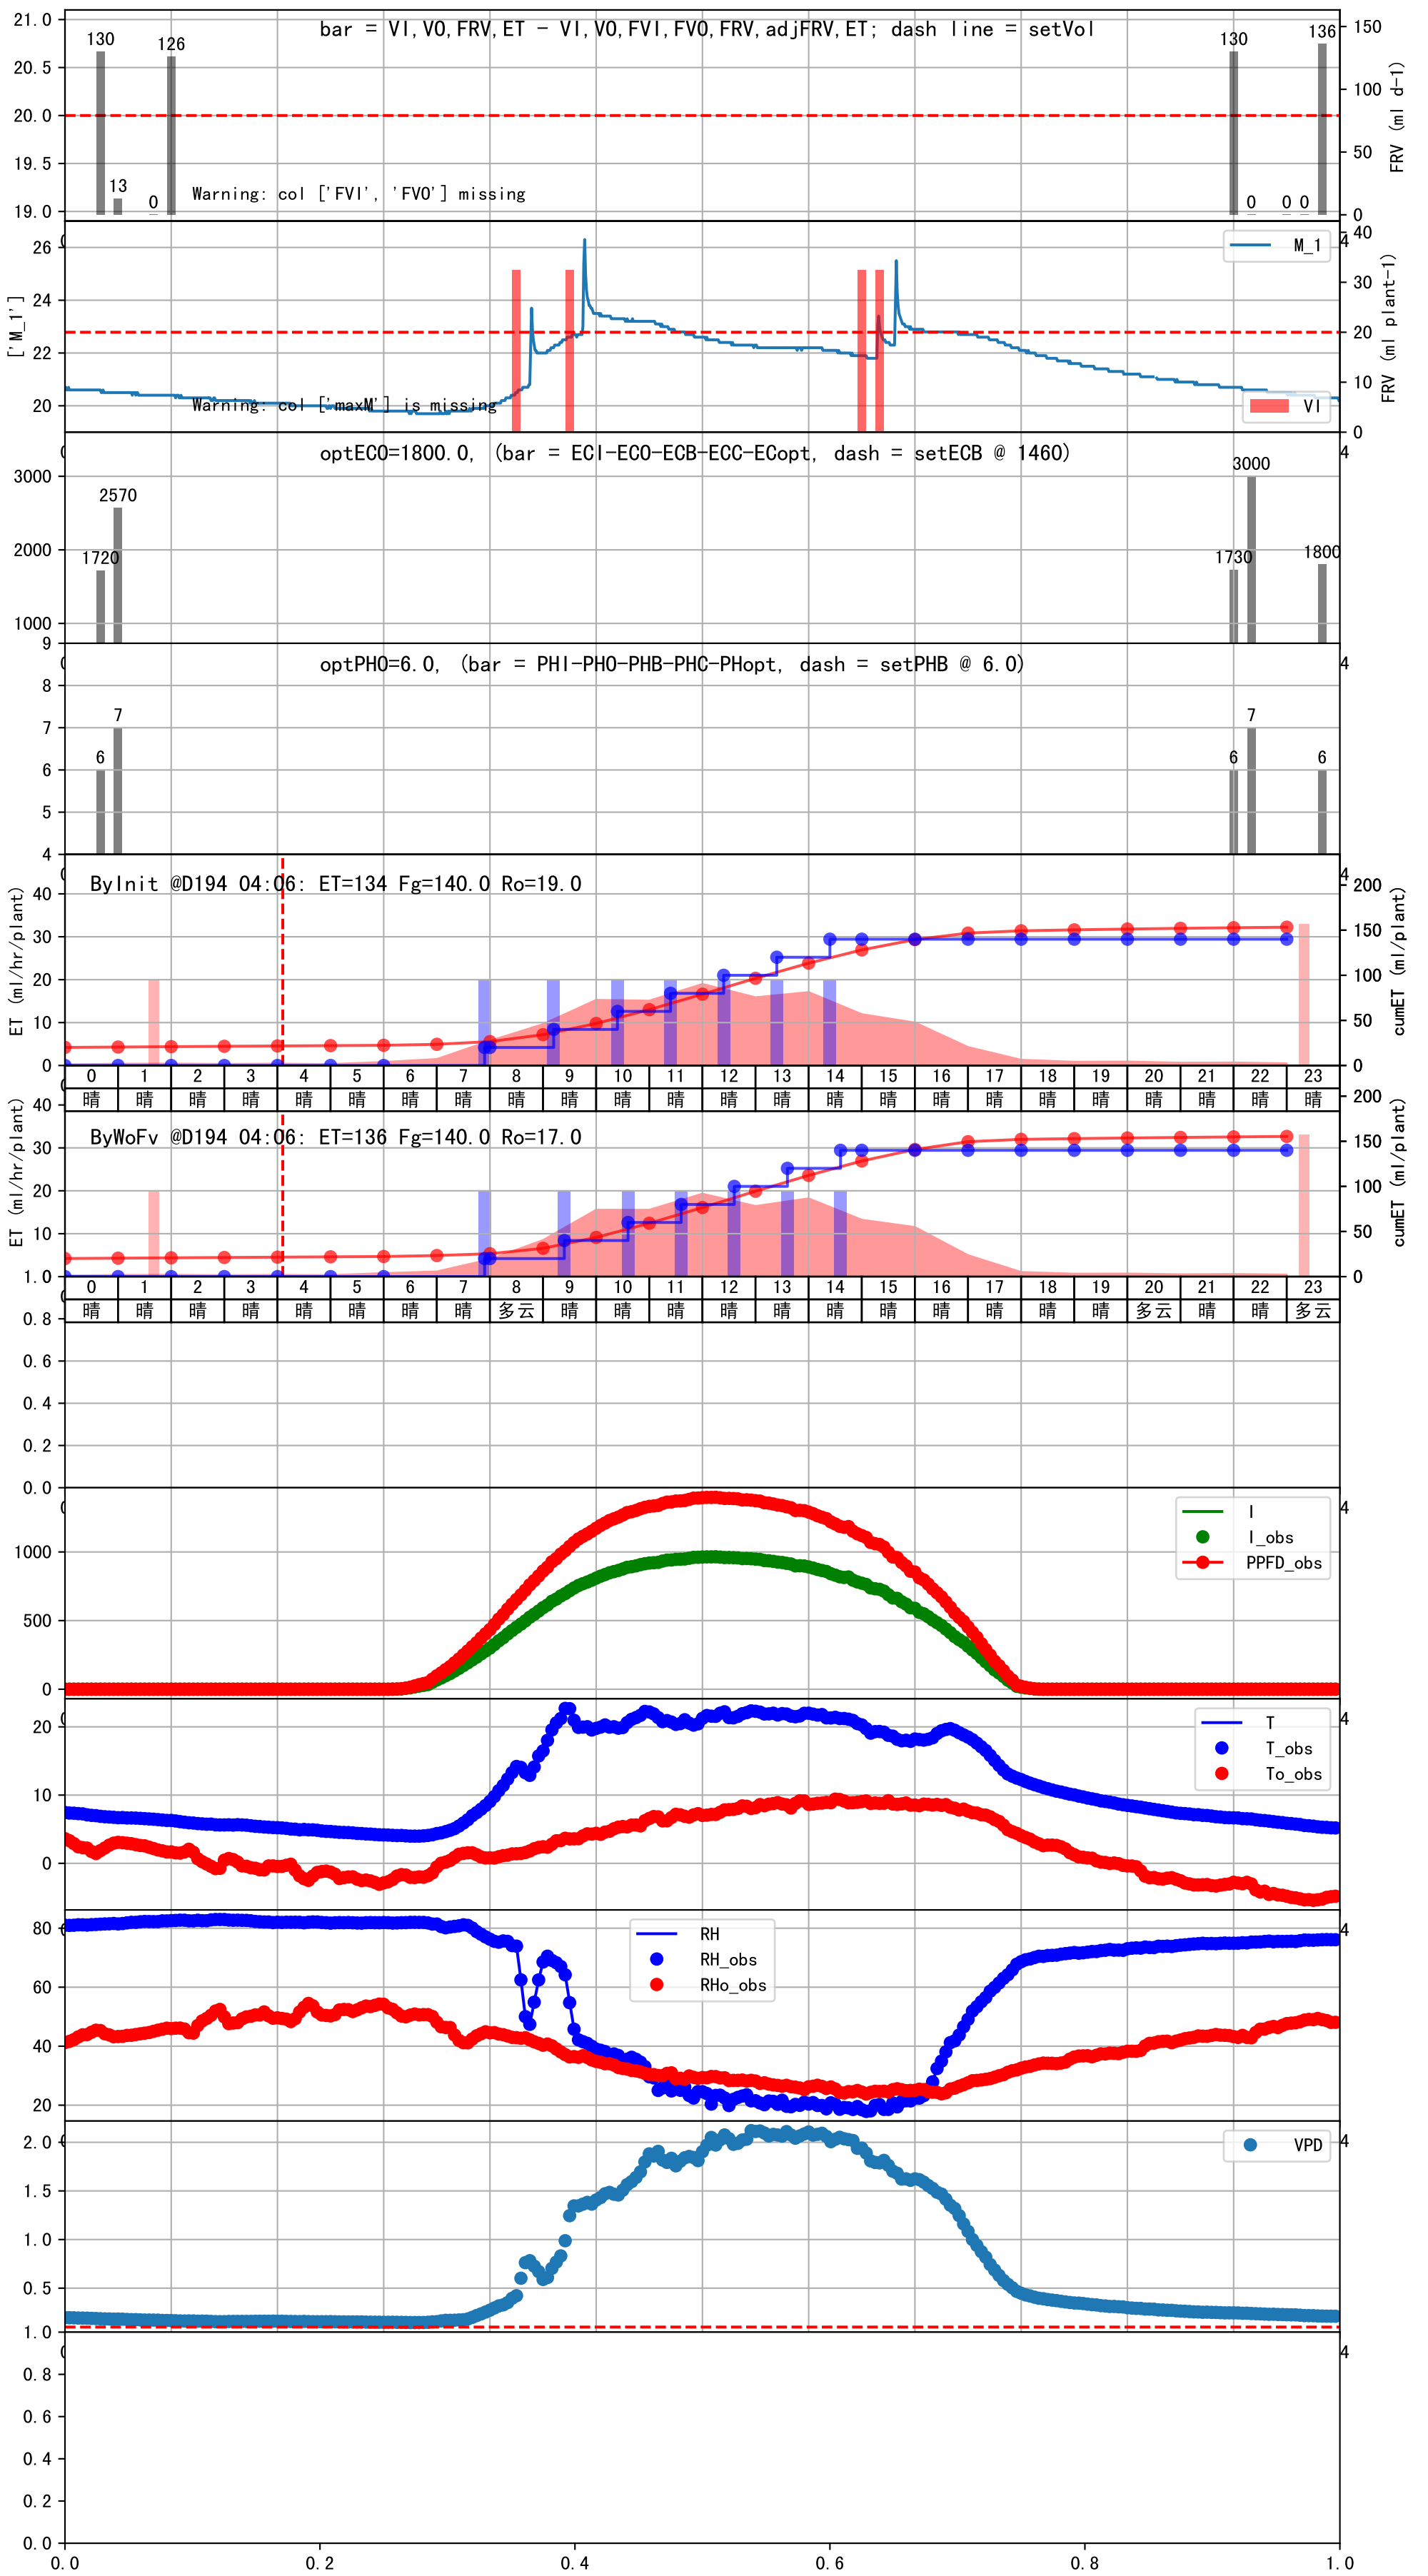 bar = VI,VO,FRV,ET - VI,VO,FVI,FVO,FRV,adjFRV,ET; dash line = setVol
21.0
20.5
20.0
19.5
19.0
130
13
0
126
130
0
0
0
136
150
100
50
0
FRV (ml d-1)
Warning: col ['FVI', 'FVO'] missing
['M_1']
26
24
22
20
M_1
VI
40
30
20
10
0
FRV (ml plant-1)
Warning: col ['maxM'] is missing
optECO=1800.0, (bar = ECI-ECO-ECB-ECC-ECopt, dash = setECB @ 1460)
3000
2000
1000
1720
2570
1730
3000
1800
optPHO=6.0, (bar = PHI-PHO-PHB-PHC-PHopt, dash = setPHB @ 6.0)
9
8
7
6
5
4
6
7
6
7
6
ByInit @D194 04:06: ET=134 Fg=140.0 Ro=19.0
ET (ml/hr/plant)
40
30
20
10
0
200
150
100
50
0
cumET (ml/plant)
0 1 2 3 4 5 6 7 8 9 10 11 12 13 14 15 16 17 18 19 20 21 22 23
晴 晴 晴 晴 晴 晴 晴 晴 晴 晴 晴 晴 晴 晴 晴 晴 晴 晴 晴 晴 晴 晴 晴 晴
ByWoFv @D194 04:06: ET=136 Fg=140.0 Ro=17.0
ET (ml/hr/plant)
40
30
20
10
200
150
100
50
0
cumET (ml/plant)
0 1 2 3 4 5 6 7 8 9 10 11 12 13 14 15 16 17 18 19 20 21 22 23
晴 晴 晴 晴 晴 晴 晴 晴 多云 晴 晴 晴 晴 晴 晴 晴 晴 晴 晴 晴 多云 晴 晴 多云
1.0
0.8
0.6
0.4
0.2
0.0
1000
500
0
I
I_obs
PPFD_obs
20
10
0
T
T_obs
To_obs
80
60
40
20
RH
RH_obs
RHo_obs
2.0
1.5
1.0
0.5
VPD
1.0
0.8
0.6
0.4
0.2
0.0
0.0 0.2 0.4 0.6 0.8 1.0